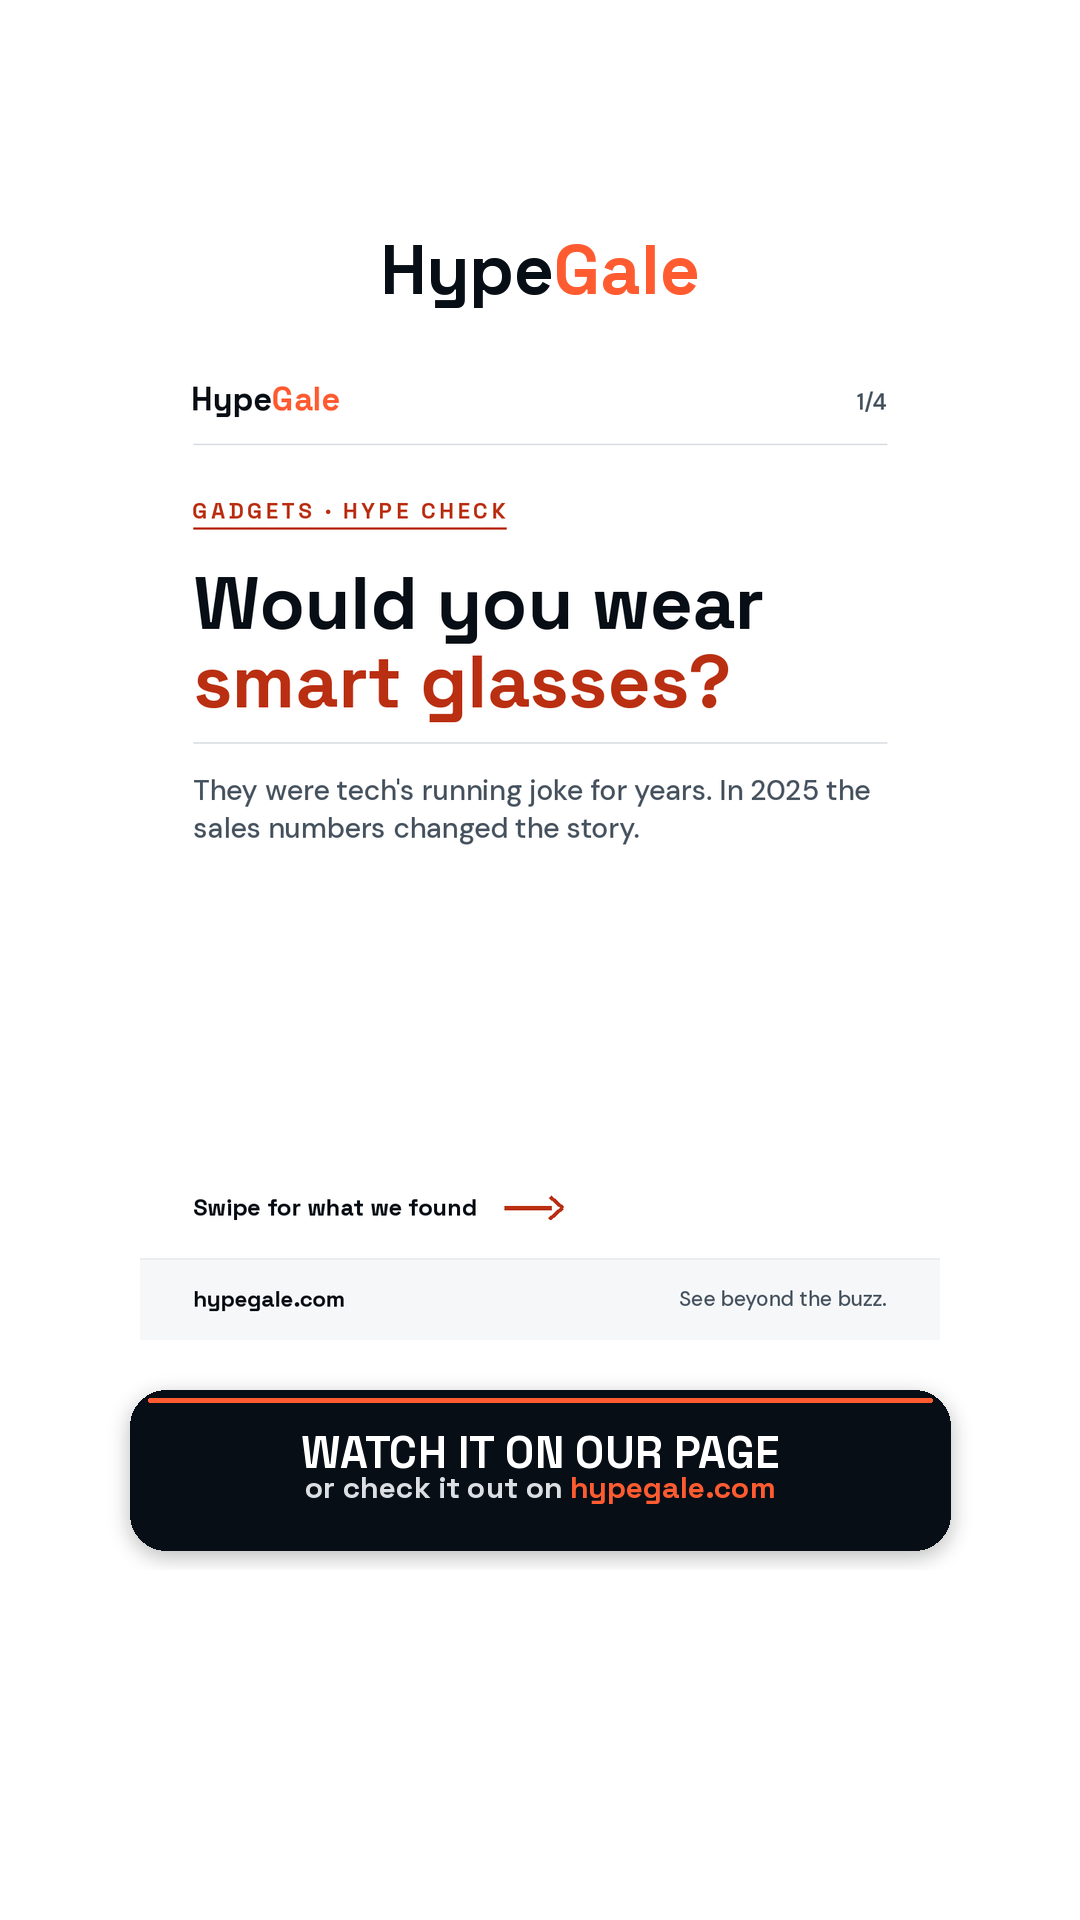 HypeGale
HypeGale
1/4
GADGETS · HYPE CHECK
Would you wear
smart glasses?
They were tech's running joke for years. In 2025 the
sales numbers changed the story.
Swipe for what we found
hypegale.com
See beyond the buzz.
WATCH IT ON OUR PAGE
or check it out on hypegale.com